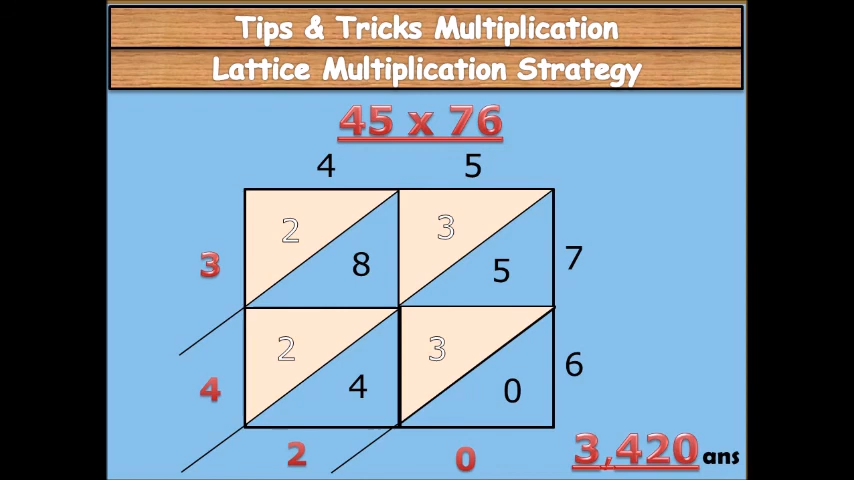 Tips & Tricks Multiplication
Lattice Multiplication Strategy
45 x 76
4 5
2 3
3 8 5 7
2 3
4 4 0 6
2 0
3,420 ans